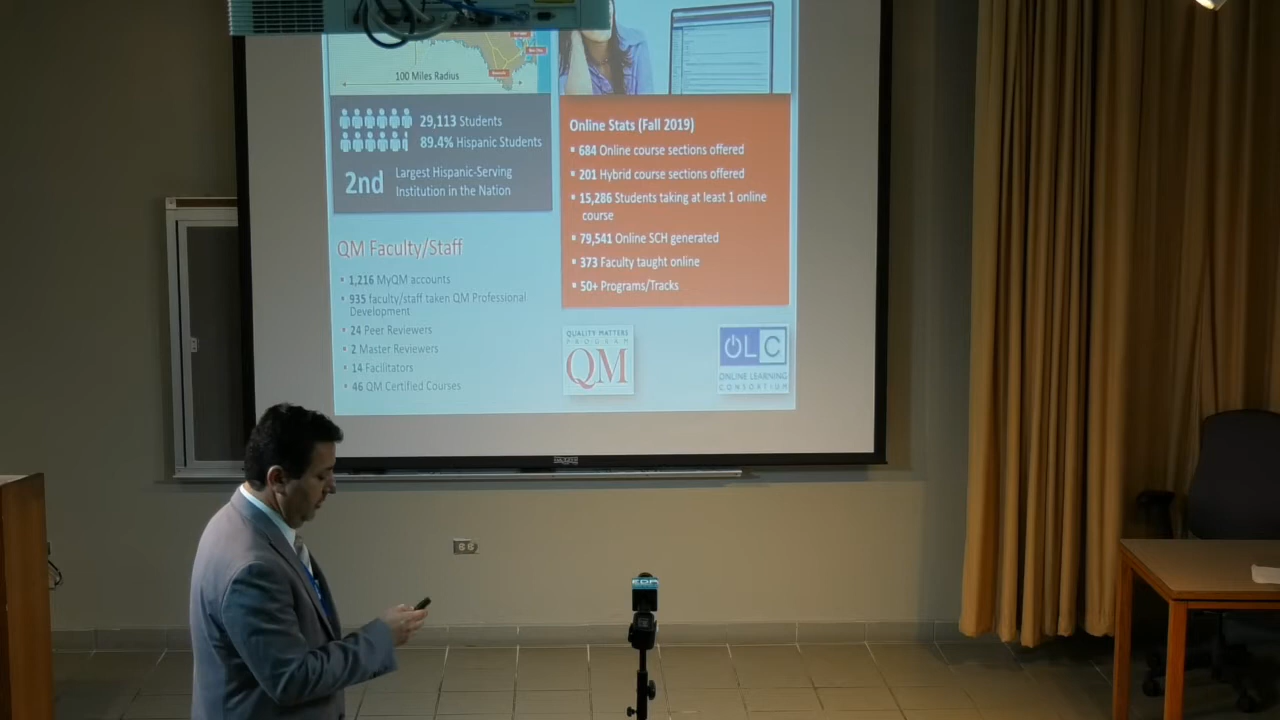 100 Miles Radius
29,113 Students
89.4% Hispanic Students
2nd
Largest Hispanic-Serving
Institution in the Nation
QM Faculty/Staff
1,216 MyQM accounts
935 faculty/staff taken QM Professional
Development
24 Peer Reviewers
2 Master Reviewers
14 Facilitators
46 QM Certified Courses
Online Stats (Fall 2019)
684 Online course sections offered
201 Hybrid course sections offered
15,286 Students taking at least 1 online
course
79,541 Online SCH generated
373 Faculty taught online
50+ Programs/Tracks
QUALITY MATTERS
PROGRAM
QM
OLC
ONLINE LEARNING
CONSORTIUM